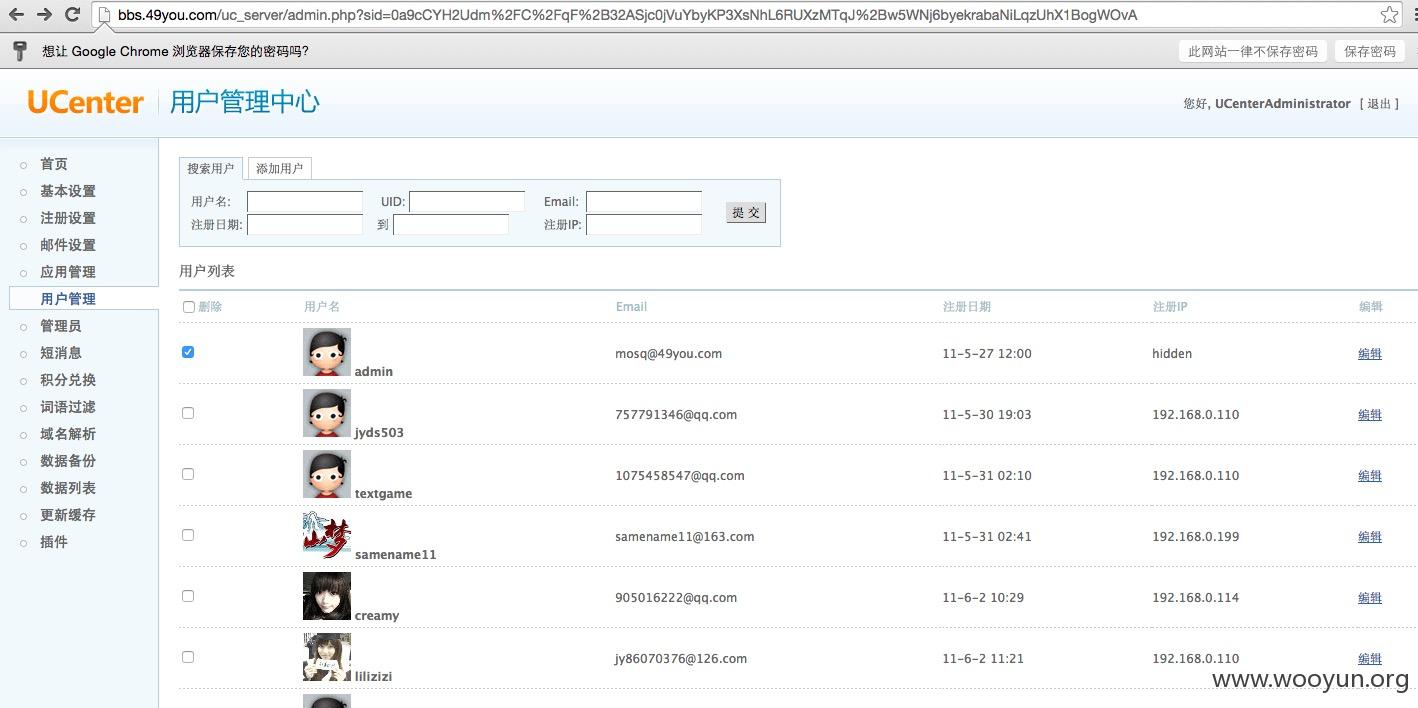 bbs.49you.com/uc_server/admin.php?sid=0a9cCYH2Udm%2FC%2FqF%2B32ASjc0jVuYbyKP3XsNhL6RUXzMTqJ%2Bw5WNj6byekrabaNiLqzUhX1BogWOvA
想让 Google Chrome 浏览器保存您的密码吗? 此网站一律不保存密码 保存密码
UCenter 用户管理中心 您好, UCenterAdministrator [ 退出 ]
首页
基本设置
注册设置
邮件设置
应用管理
用户管理
管理员
短消息
积分兑换
词语过滤
域名解析
数据备份
数据列表
更新缓存
插件
搜索用户 添加用户
用户名: UID: Email: 提 交
注册日期: 到 注册IP:
用户列表
删除 用户名 Email 注册日期 注册IP 编辑
admin mosq@49you.com 11-5-27 12:00 hidden 编辑
jyds503 757791346@qq.com 11-5-30 19:03 192.168.0.110 编辑
textgame 1075458547@qq.com 11-5-31 02:10 192.168.0.110 编辑
samename11 samename11@163.com 11-5-31 02:41 192.168.0.199 编辑
creamy 905016222@qq.com 11-6-2 10:29 192.168.0.114 编辑
lilizizi jy86070376@126.com 11-6-2 11:21 192.168.0.110 编辑
www.wooyun.org